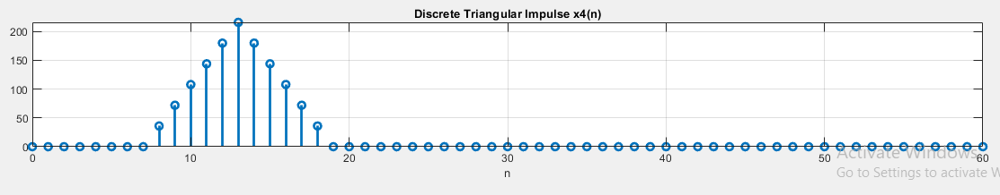 Discrete Triangular Impulse x4(n)
200
150
100
50
0
0 10 20 30 40 50 60
n
Activate Windows
Go to Settings to activate W